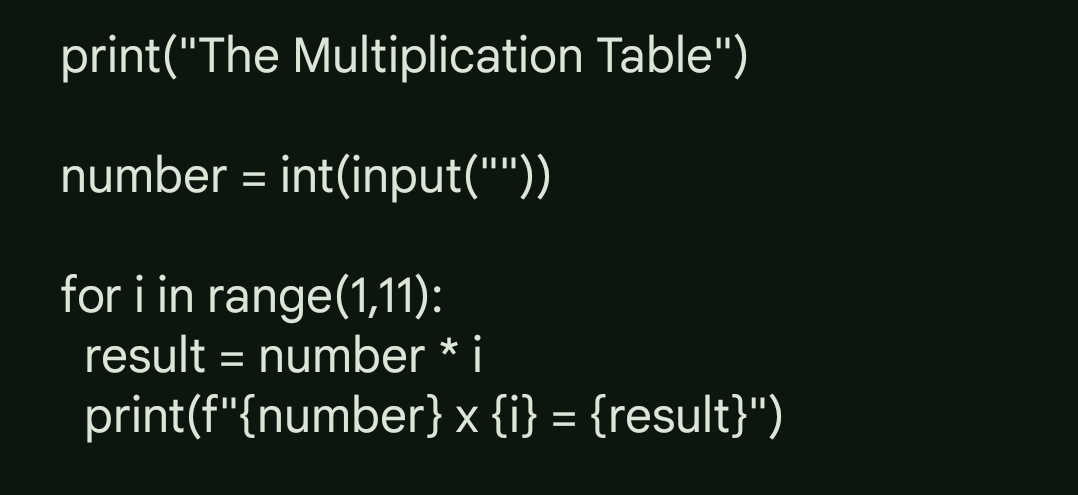 print("The Multiplication Table")
number = int(input(""))
for i in range(1,11):
  result = number * i
  print(f"{number} x {i} = {result}")